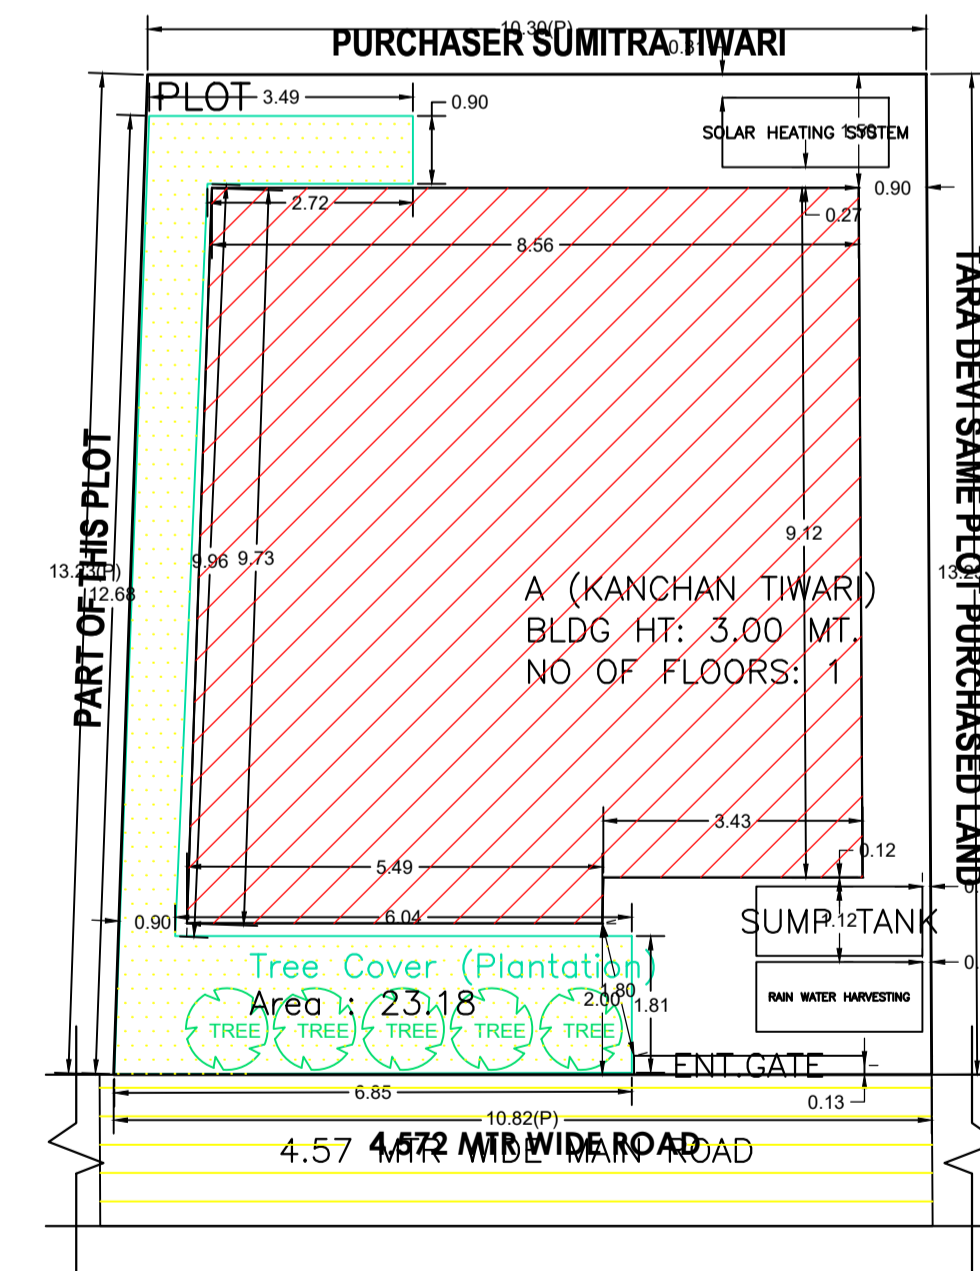 10.30(P)
PURCHASER SUMITRA TIWARI
PLOT
3.49
0.90
SOLAR HEATING SYSTEM
0.90
2.72
0.27
8.56
TARA DEVI SAME PLOT PURCHASED LAND
PART OF THIS PLOT
9.12
9.96
9.73
13.23(P)
12.68
A (KANCHAN TIWARI)
BLDG HT: 3.00 MT.
NO OF FLOORS: 1
3.43
0.12
5.49
6.04
0.90
SUMP TANK
1.12
Tree Cover (Plantation)
Area : 23.18
1.80
2.00
1.81
RAIN WATER HARVESTING
TREE
TREE
TREE
TREE
TREE
ENT.GATE
6.85
0.13
10.82(P)
4.572 MTR WIDE ROAD
4.57 MTR WIDE MAIN ROAD